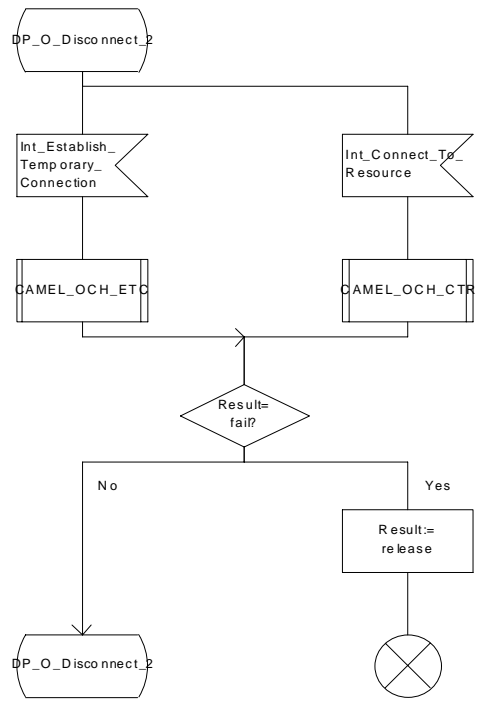 DP_O_Disconnect_2
Int_Establish_
Temporary_
Connection
Int_Connect_To_
Resource
CAMEL_OCH_ETC
CAMEL_OCH_CTR
Result=
fail?
No
Yes
Result:=
release
DP_O_Disconnect_2